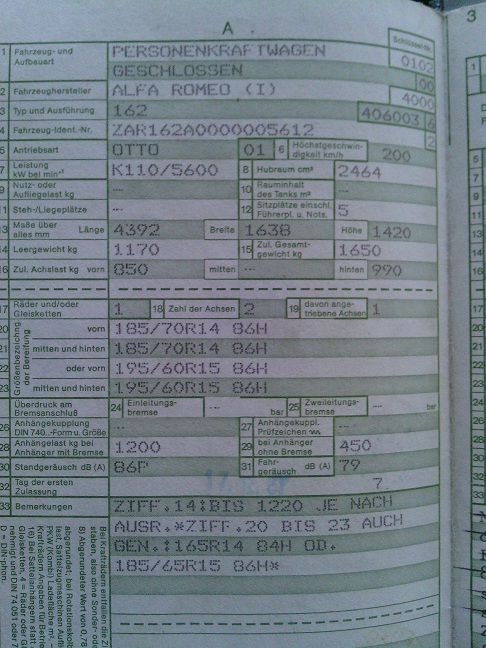 A
3
Schlüssel-Nr.
1 Fahrzeug- und Aufbauart PERSONENKRAFTWAGEN 0102
GESCHLOSSEN 00
2 Fahrzeughersteller ALFA ROMEO (I) 4000
3 Typ und Ausführung 162 406003 6
4 Fahrzeug-Ident.-Nr. ZAR162A0000005612 2
5 Antriebsart OTTO 01 6 Höchstgeschwindigkeit km/h 200
7 Leistung kW bei min⁻¹ K110/5600 8 Hubraum cm³ 2464
9 Nutz- oder Aufliegelast kg -- 10 Rauminhalt des Tanks m³ --
11 Steh-/Liegeplätze -- 12 Sitzplätze einschl. Führerpl. u. Nots. 5
13 Maße über alles mm Länge 4392 Breite 1638 Höhe 1420
14 Leergewicht kg 1170 15 Zul. Gesamtgewicht kg 1650
16 Zul. Achslast kg vorn 850 mitten -- hinten 990
17 Räder und/oder Gleisketten 1 18 Zahl der Achsen 2 19 davon angetriebene Achsen 1
Größenbezeichnung der Bereifung
20 vorn 185/70R14 86H
21 mitten und hinten 185/70R14 86H
22 oder vorn 195/60R15 86H
23 mitten und hinten 195/60R15 86H
Überdruck am Bremsanschluß 24 Einleitungsbremse -- bar 25 Zweileitungsbremse -- bar
26 Anhängekupplung DIN 740..-Form u. Größe -- 27 Anhängekuppl. Prüfzeichen --
28 Anhängelast kg bei Anhänger mit Bremse 1200 29 bei Anhänger ohne Bremse 450
30 Standgeräusch dB (A) 86P 31 Fahrgeräusch dB (A) 79
32 Tag der ersten Zulassung 7
33 Bemerkungen ZIFF.14:BIS 1220 JE NACH
AUSR.*ZIFF.20 BIS 23 AUCH
GEN.:165R14 84H OD.
185/65R15 86H*